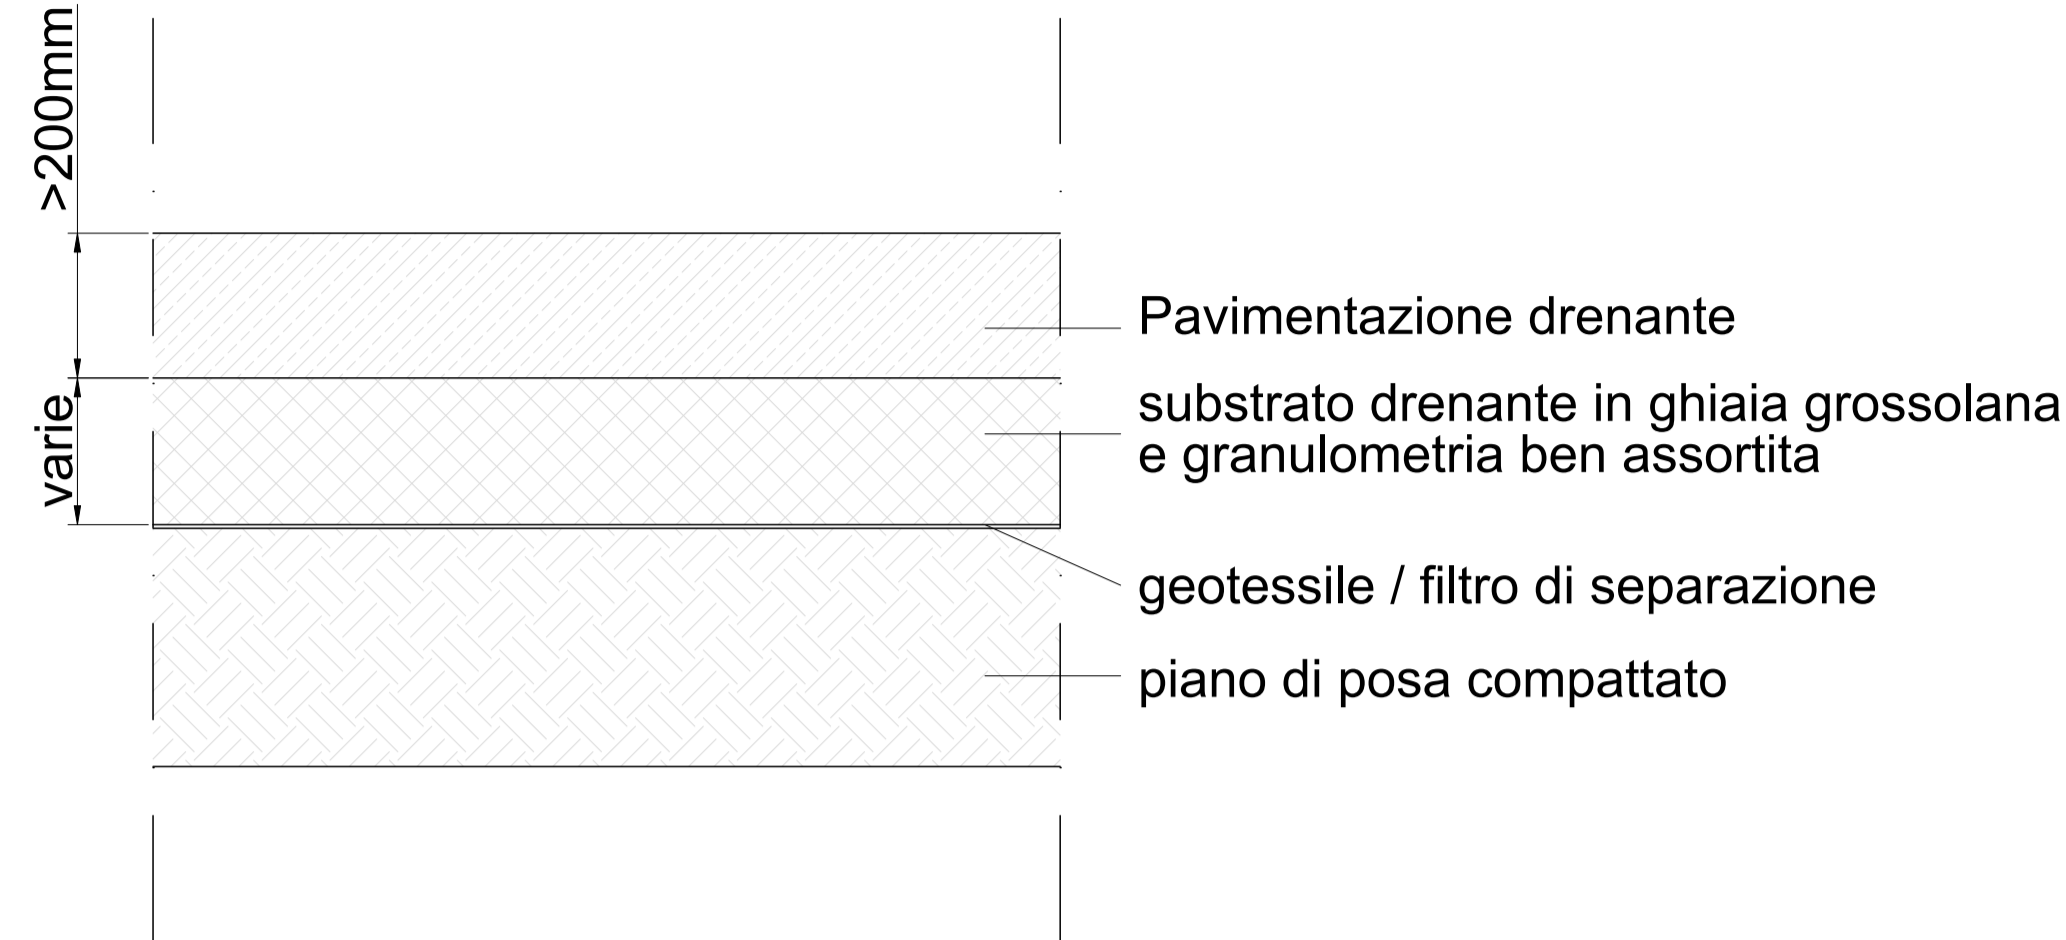 >200mm
varie
Pavimentazione drenante
substrato drenante in ghiaia grossolana
e granulometria ben assortita
geotessile / filtro di separazione
piano di posa compattato